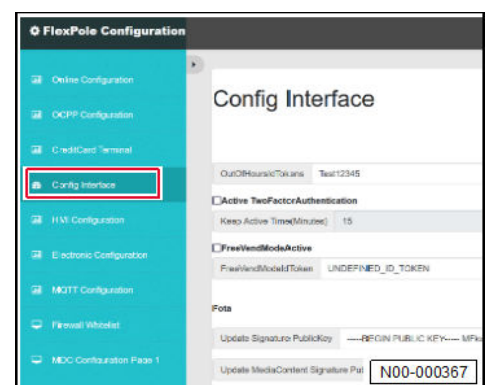 FlexPole Configuration
Online Configuration
OCPP Configuration
CreditCard Terminal
Config Interface
HMI Configuration
Electronic Configuration
MQTT Configuration
Firewall Whitelist
MDC Configuration Page 1
Config Interface
OutOfHoursIdTokens Test12345
Active TwoFactorAuthentication
Keep Active Time(Minutes) 15
FreeVendModeActive
FreeVendModeIdToken UNDEFINED_ID_TOKEN
Fota
Update Signature PublicKey -----BEGIN PUBLIC KEY----- MFkw
Update MediaContent Signature Pub
N00-000367